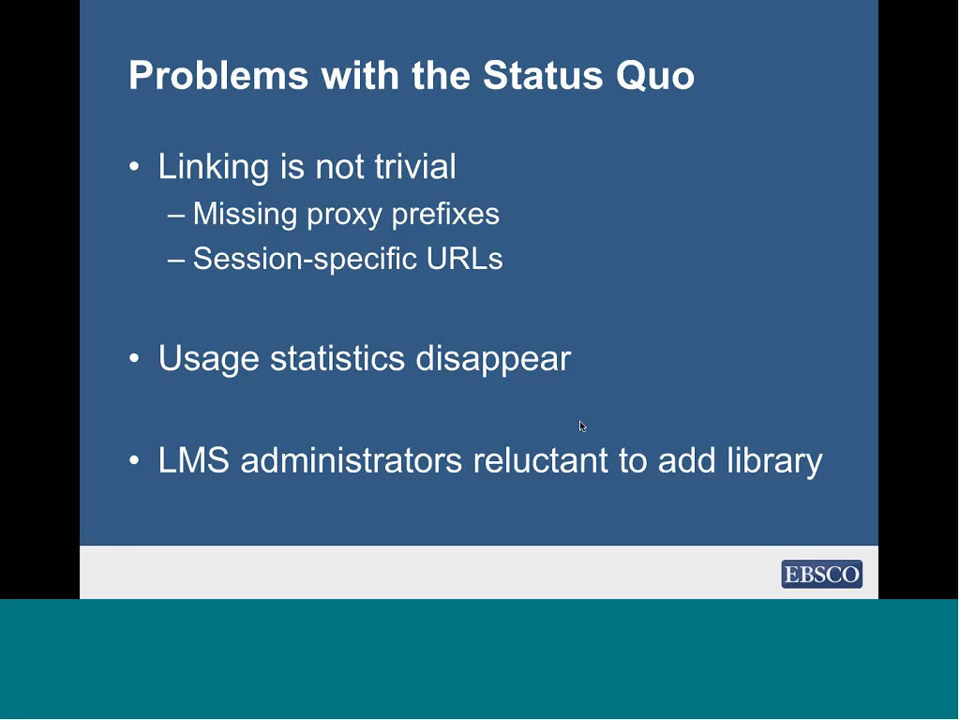 Problems with the Status Quo
• Linking is not trivial
– Missing proxy prefixes
– Session-specific URLs
• Usage statistics disappear
• LMS administrators reluctant to add library
EBSCO